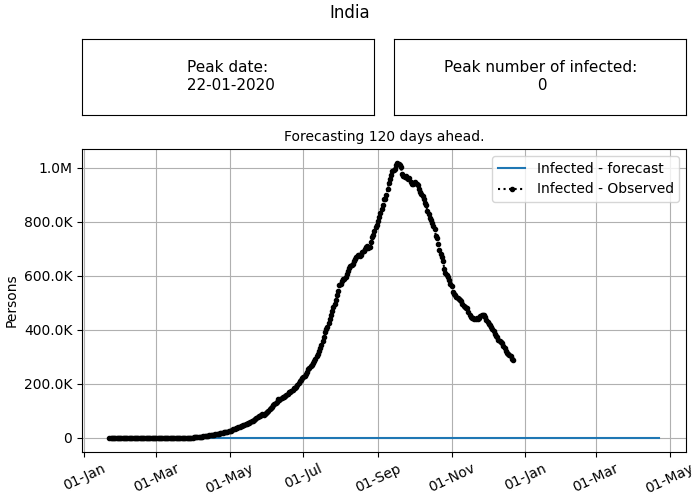 India
Peak date:
22-01-2020
Peak number of infected:
0
Forecasting 120 days ahead.
Infected - forecast
Infected - Observed
1.0M
800.0K
600.0K
400.0K
200.0K
0
Persons
01-Jan
01-Mar
01-May
01-Jul
01-Sep
01-Nov
01-Jan
01-Mar
01-May